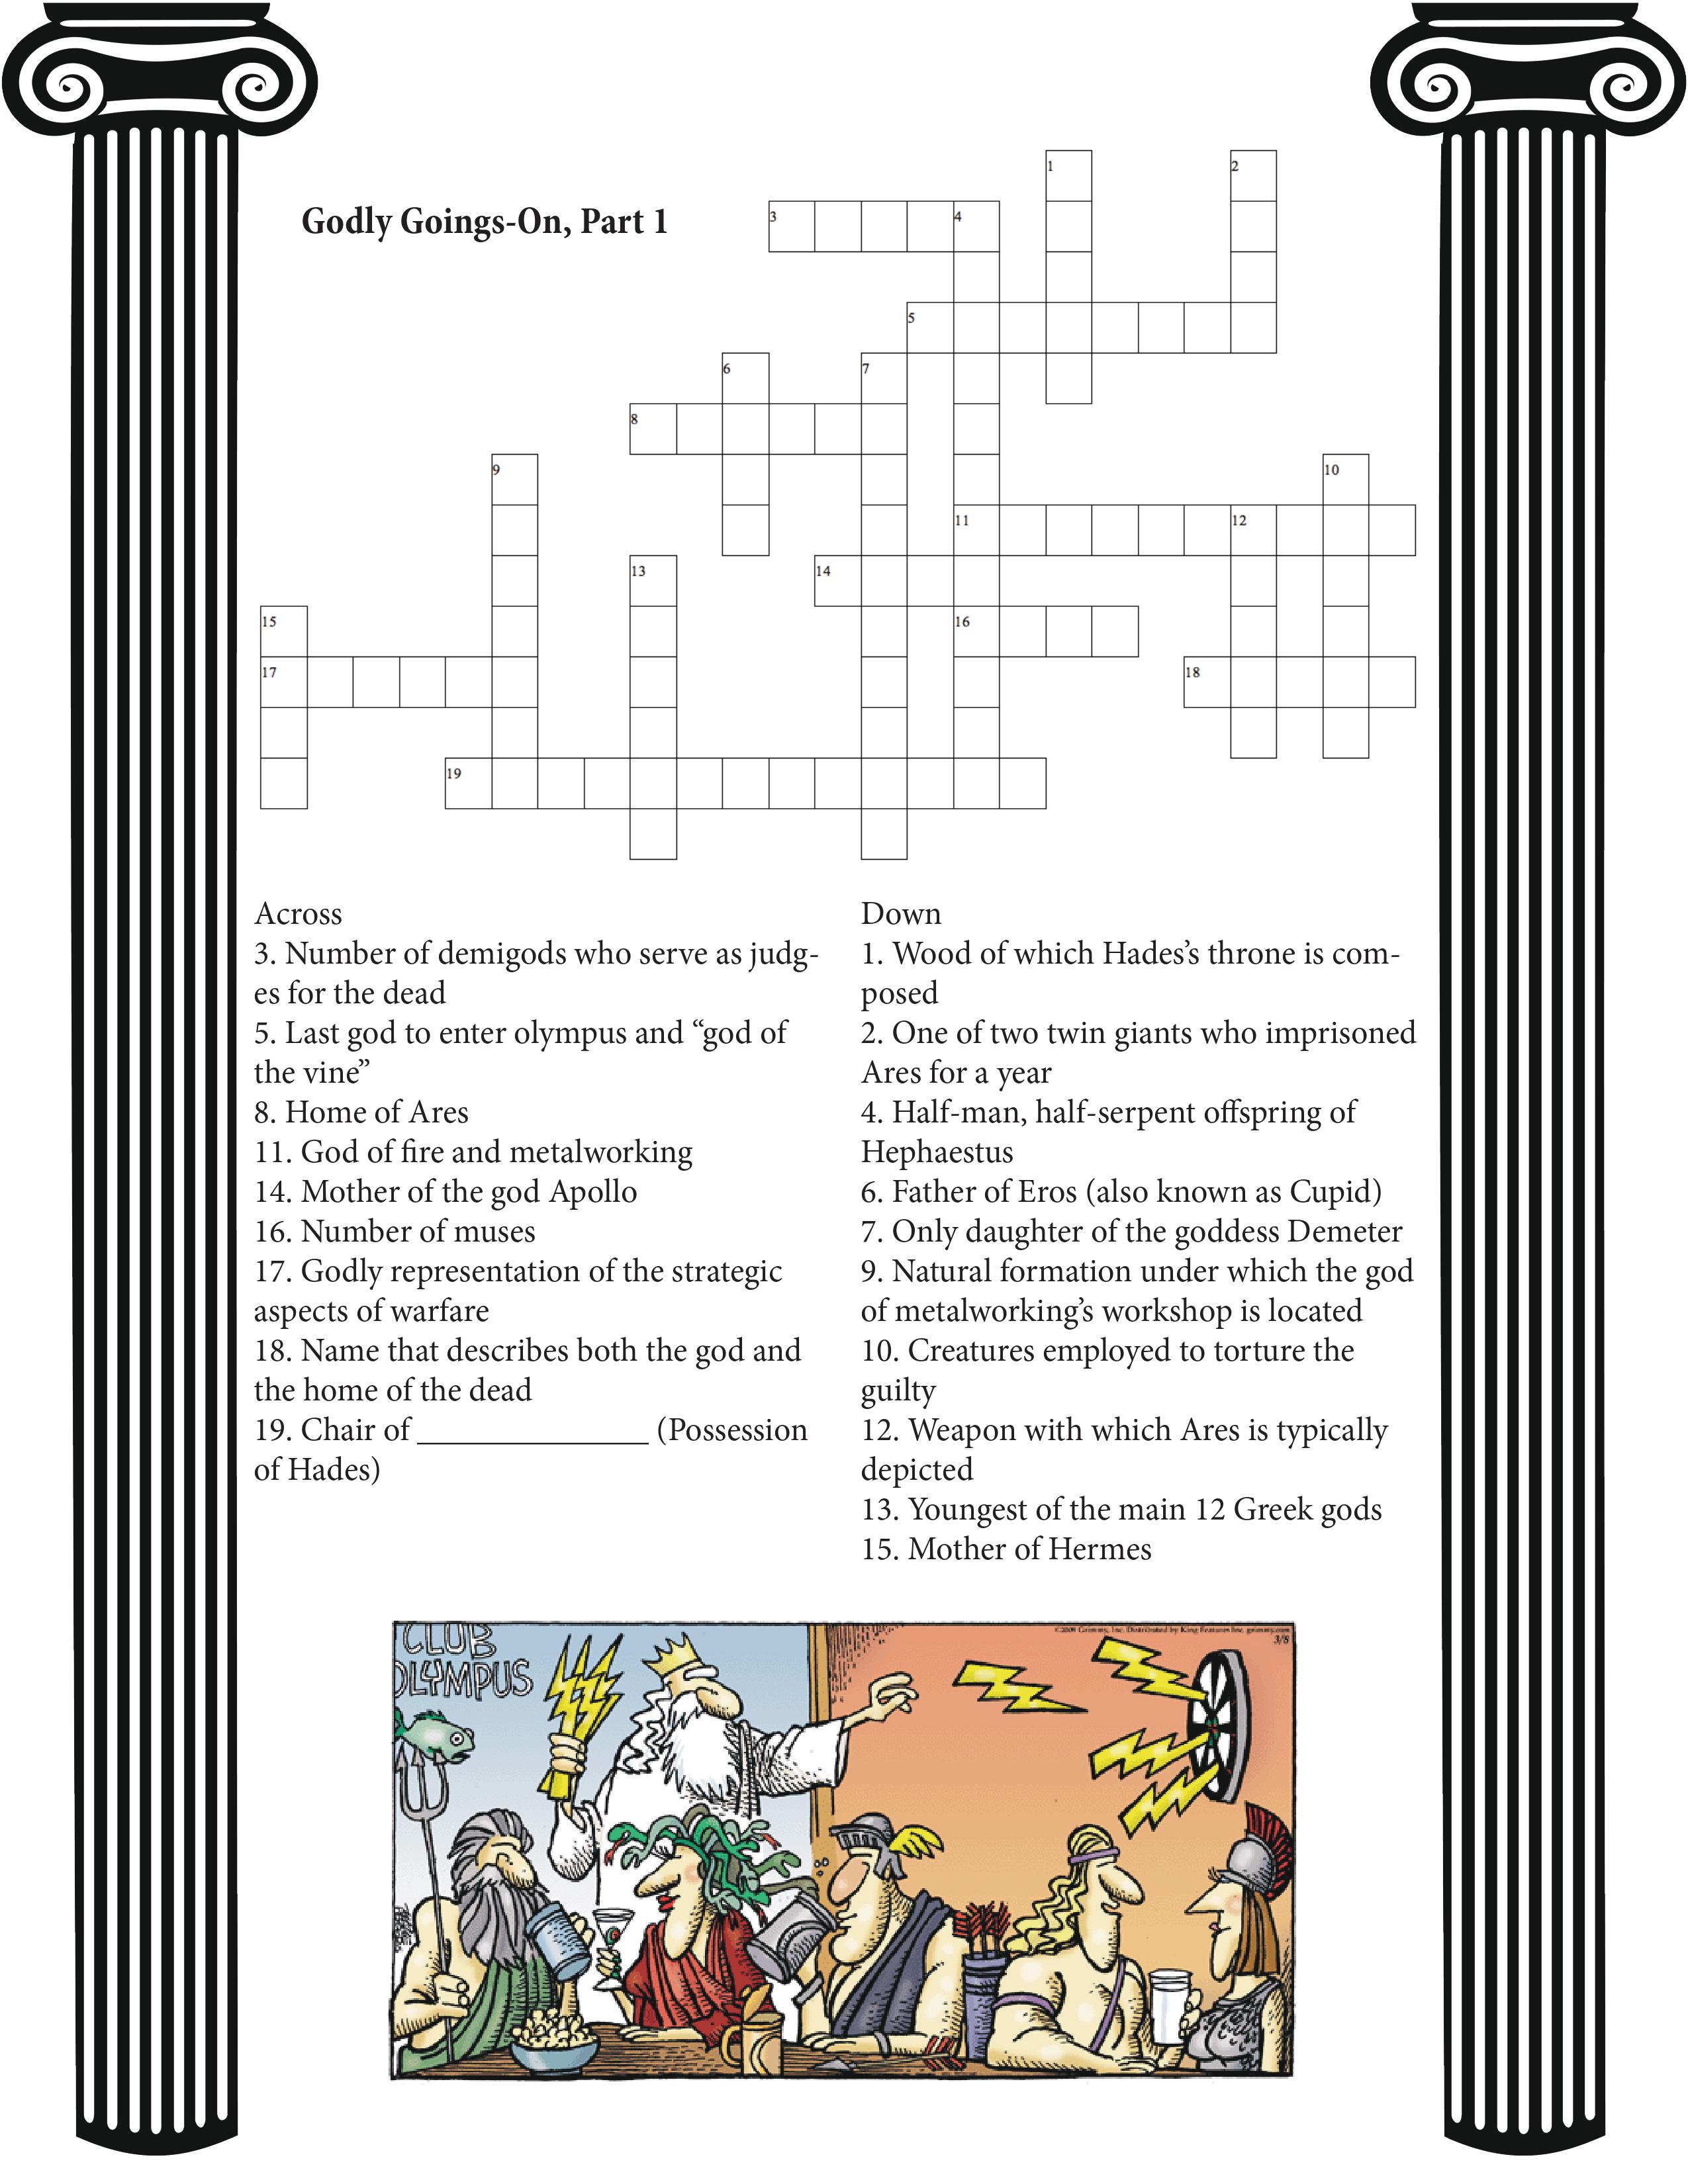 Godly Goings-On, Part 1
1
2
3
4
5
6
7
8
9
10
11
12
13
14
15
16
17
18
19
Across
3. Number of demigods who serve as judg-
es for the dead
5. Last god to enter olympus and “god of
the vine”
8. Home of Ares
11. God of fire and metalworking
14. Mother of the god Apollo
16. Number of muses
17. Godly representation of the strategic
aspects of warfare
18. Name that describes both the god and
the home of the dead
19. Chair of ______________ (Possession
of Hades)
Down
1. Wood of which Hades’s throne is com-
posed
2. One of two twin giants who imprisoned
Ares for a year
4. Half-man, half-serpent offspring of
Hephaestus
6. Father of Eros (also known as Cupid)
7. Only daughter of the goddess Demeter
9. Natural formation under which the god
of metalworking’s workshop is located
10. Creatures employed to torture the
guilty
12. Weapon with which Ares is typically
depicted
13. Youngest of the main 12 Greek gods
15. Mother of Hermes
CLUB
OLYMPUS
©2009 Grimmy, Inc. Distributed by King Features Inc. grimmy.com
3/8